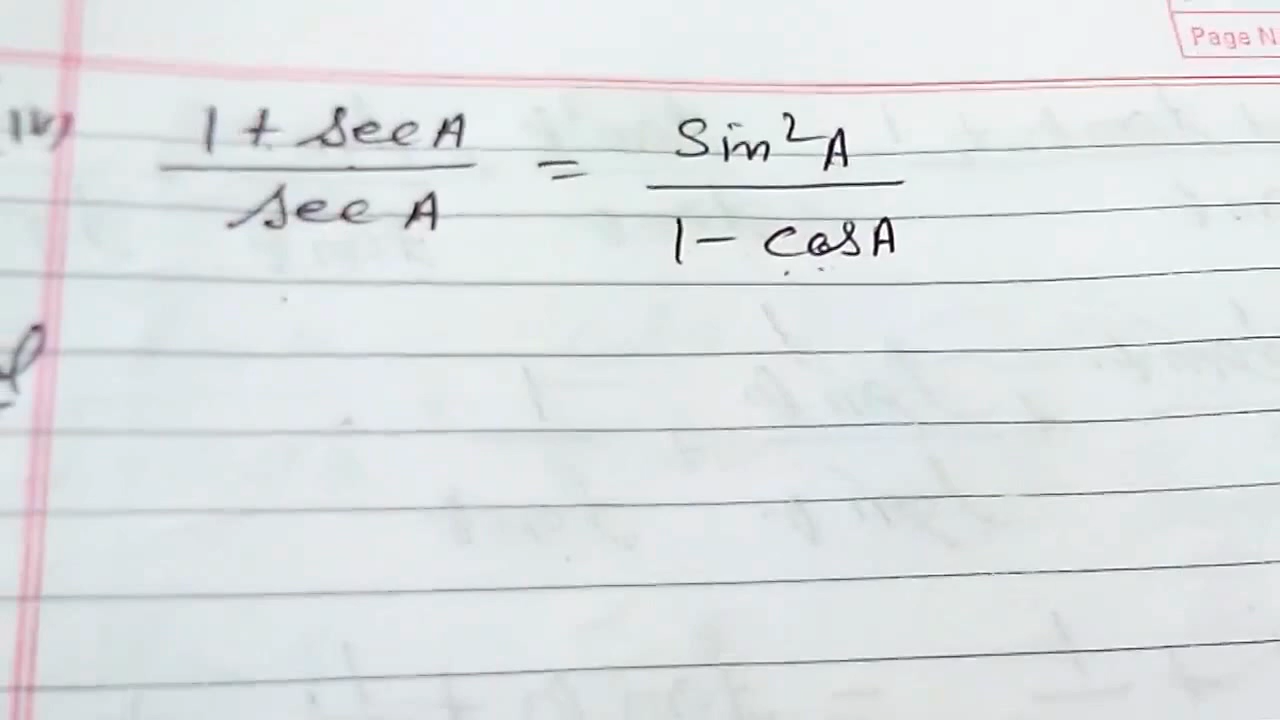 Page N
(iv) 1 + sec A / sec A = Sin²A / 1 - cos A